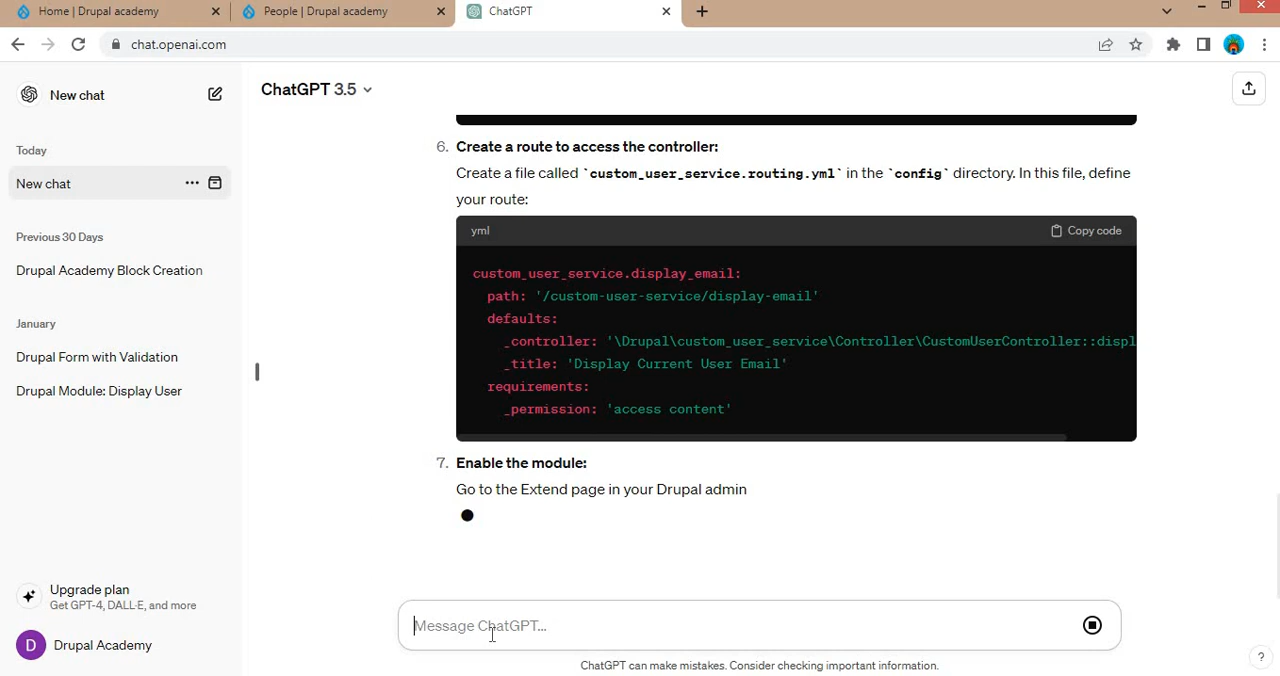 Home | Drupal academy
People | Drupal academy
ChatGPT
chat.openai.com
New chat
Today
New chat
Previous 30 Days
Drupal Academy Block Creation
January
Drupal Form with Validation
Drupal Module: Display User
Upgrade plan
Get GPT-4, DALL·E, and more
D
Drupal Academy
ChatGPT 3.5
6. Create a route to access the controller:
Create a file called `custom_user_service.routing.yml` in the `config` directory. In this file, define
your route:
yml
Copy code
custom_user_service.display_email:
path: '/custom-user-service/display-email'
defaults:
_controller: '\Drupal\custom_user_service\Controller\CustomUserController::displ
_title: 'Display Current User Email'
requirements:
_permission: 'access content'
7. Enable the module:
Go to the Extend page in your Drupal admin
Message ChatGPT...
ChatGPT can make mistakes. Consider checking important information.
?